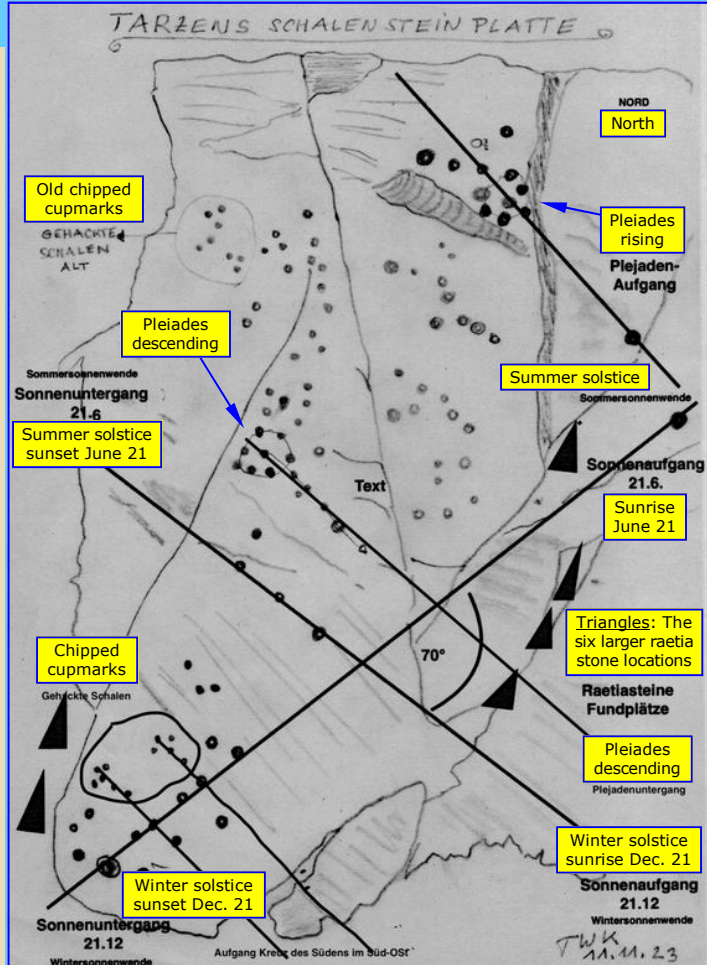 TARZENS SCHALENSTEINPLATTE
NORD
North
Old chipped
cupmarks
GEHACKTE
SCHALEN
ALT
Pleiades
rising
Plejaden-
Aufgang
Pleiades
descending
Summer solstice
Sommersonnenwende
Sommersonnenwende
Sonnenuntergang
21.6
Summer solstice
sunset June 21
Sonnenaufgang
21.6.
Sunrise
June 21
Text
Triangles: The
six larger raetia
stone locations
Raetiasteine
Fundplätze
70°
Chipped
cupmarks
Gehackte Schalen
Pleiades
descending
Plejadenuntergang
Winter solstice
sunrise Dec. 21
Sonnenaufgang
21.12
Wintersonnenwende
Winter solstice
sunset Dec. 21
Sonnenuntergang
21.12
Wintersonnenwende
Aufgang Kreuz des Südens im Süd-OSt
TWK
11.11.23